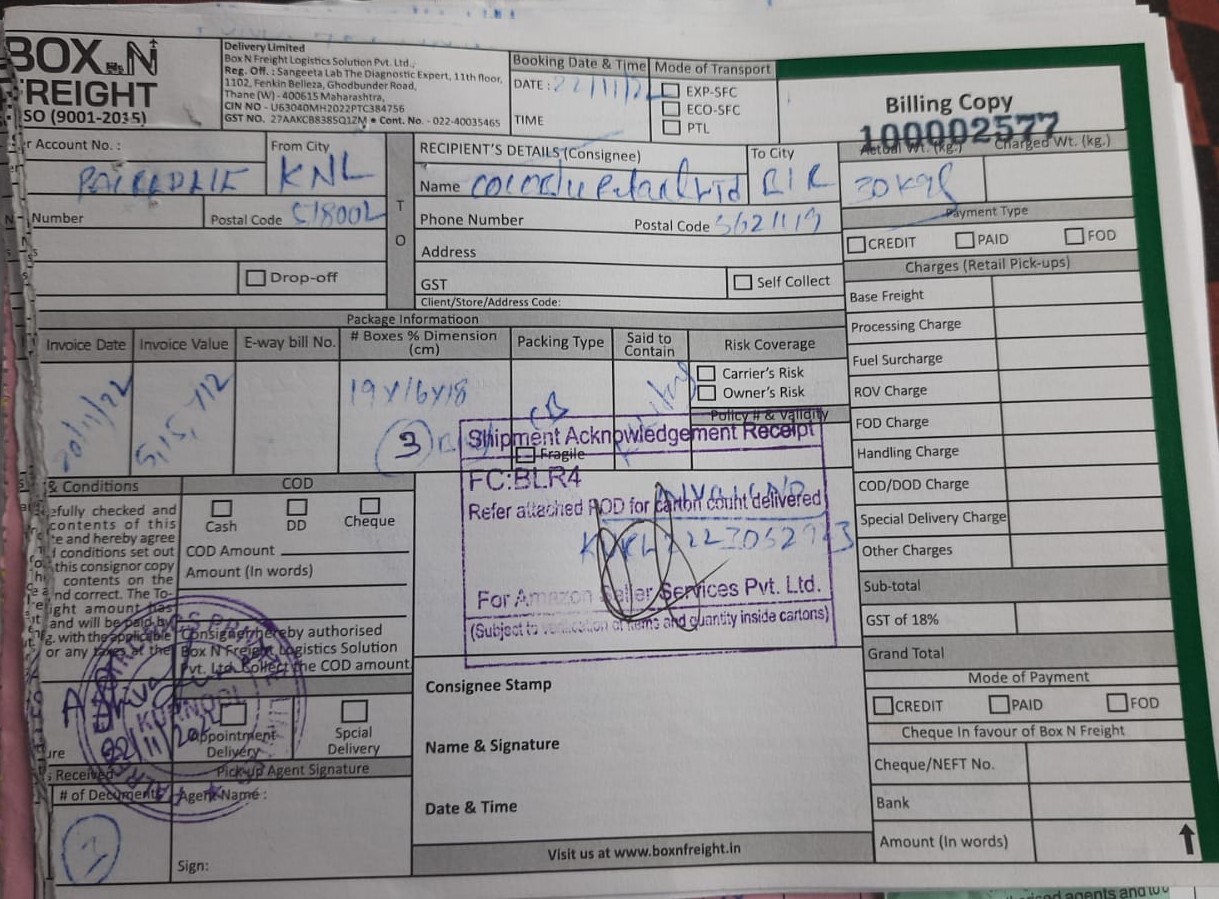 BOX N
FREIGHT
ISO (9001-2015)
Delivery Limited
Box N Freight Logistics Solution Pvt. Ltd.,
Reg. Off. : Sangeeta Lab The Diagnostic Expert, 11th floor,
1102, Fenkin Belleza, Ghodbunder Road,
Thane (W) - 400615 Maharashtra,
CIN NO - U63040MH2022PTC384756
GST NO. 27AAKCB8385Q1ZM • Cont. No. - 022-40035465
Booking Date & Time
DATE : 22/11/22
TIME
Mode of Transport
EXP-SFC
ECO-SFC
PTL
Billing Copy
100002577
Account No. :
From City
KNL
Number
Postal Code
Drop-off
TO
RECIPIENT'S DETAILS (Consignee)
Name
To City
Phone Number
Postal Code 562119
Address
GST
Self Collect
Client/Store/Address Code:
Actual Wt. (kg.)
Charged Wt. (kg.)
30 kgs
Payment Type
CREDIT PAID FOD
Charges (Retail Pick-ups)
Base Freight
Processing Charge
Fuel Surcharge
ROV Charge
FOD Charge
Handling Charge
COD/DOD Charge
Special Delivery Charge
Other Charges
Sub-total
GST of 18%
Grand Total
Mode of Payment
CREDIT PAID FOD
Cheque In favour of Box N Freight
Cheque/NEFT No.
Bank
Amount (In words)
Package Informatioon
Invoice Date
Invoice Value
E-way bill No.
# Boxes % Dimension
(cm)
Packing Type
Said to
Contain
Risk Coverage
Carrier's Risk
Owner's Risk
Policy # & Validity
20/11/22
19x16x18
3
CB
Fragile
Shipment Acknowledgement Receipt
FC:BLR4
Refer attached POD for carton count delivered
For Amazon Seller Services Pvt. Ltd.
(Subject to verification of items and quantity inside cartons)
& Conditions
efully checked and
contents of this
te and hereby agree
conditions set out
this consignor copy
contents on the
nd correct. The To-
ight amount has
and will be paid by
g. with the applicable
or any taxes at the
COD
Cash
DD
Cheque
COD Amount
Amount (In words)
Consignee hereby authorised
Box N Freight Logistics Solution
Pvt. Ltd. Collect the COD amount
KURNOOL
22/11/20
Appointment
Delivery
Spcial
Delivery
Received
Pick-up Agent Signature
# of Document
Agent Name :
Sign:
Consignee Stamp
Name & Signature
Date & Time
Visit us at www.boxnfreight.in